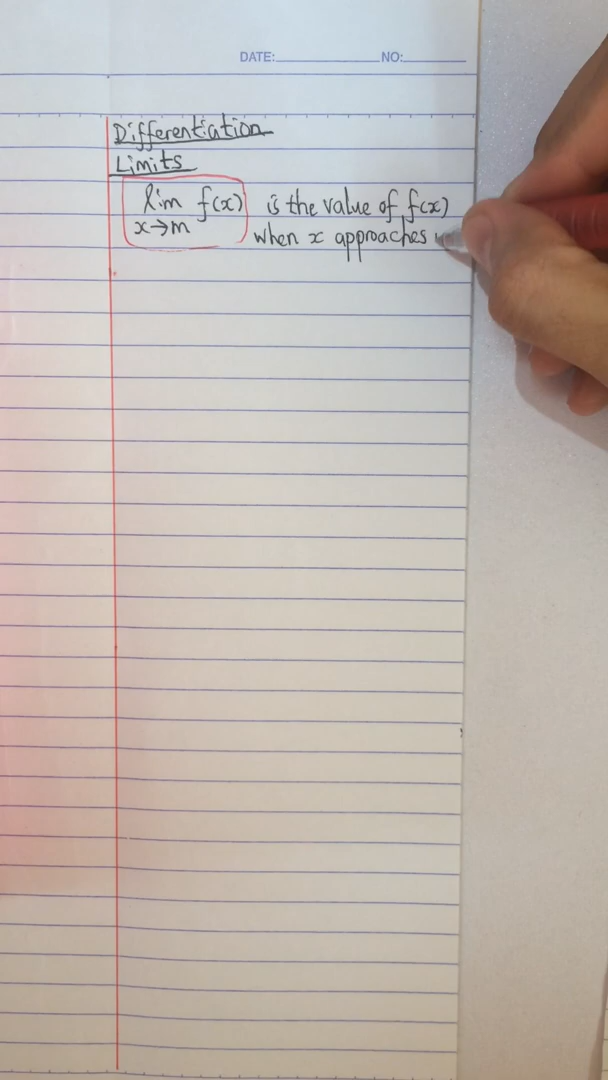 DATE: NO:
Differentiation
Limits
lim f(x) is the value of f(x)
x→m when x approaches